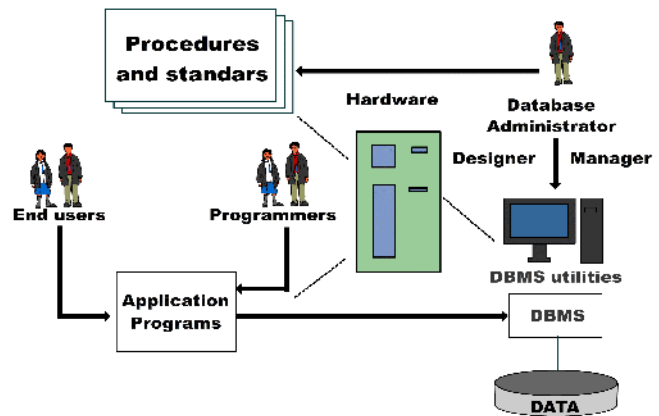 Procedures
and standars
Hardware
Database
Administrator
Designer Manager
End users
Programmers
DBMS utilities
Application
Programs
DBMS
DATA